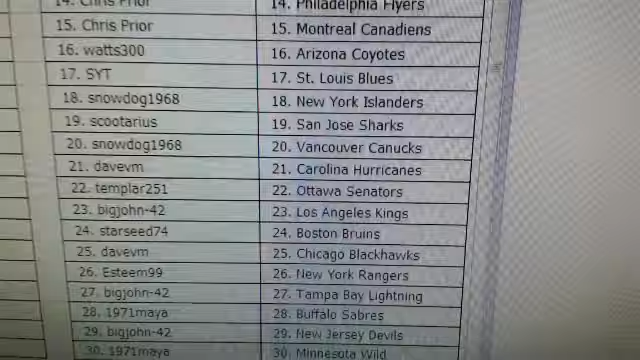 14. Chris Prior 14. Philadelphia Flyers
15. Chris Prior 15. Montreal Canadiens
16. watts300 16. Arizona Coyotes
17. SYT 17. St. Louis Blues
18. snowdog1968 18. New York Islanders
19. scootarius 19. San Jose Sharks
20. snowdog1968 20. Vancouver Canucks
21. davevm 21. Carolina Hurricanes
22. templar251 22. Ottawa Senators
23. bigjohn-42 23. Los Angeles Kings
24. starseed74 24. Boston Bruins
25. davevm 25. Chicago Blackhawks
26. Esteem99 26. New York Rangers
27. bigjohn-42 27. Tampa Bay Lightning
28. 1971maya 28. Buffalo Sabres
29. bigjohn-42 29. New Jersey Devils
30. 1971maya 30. Minnesota Wild